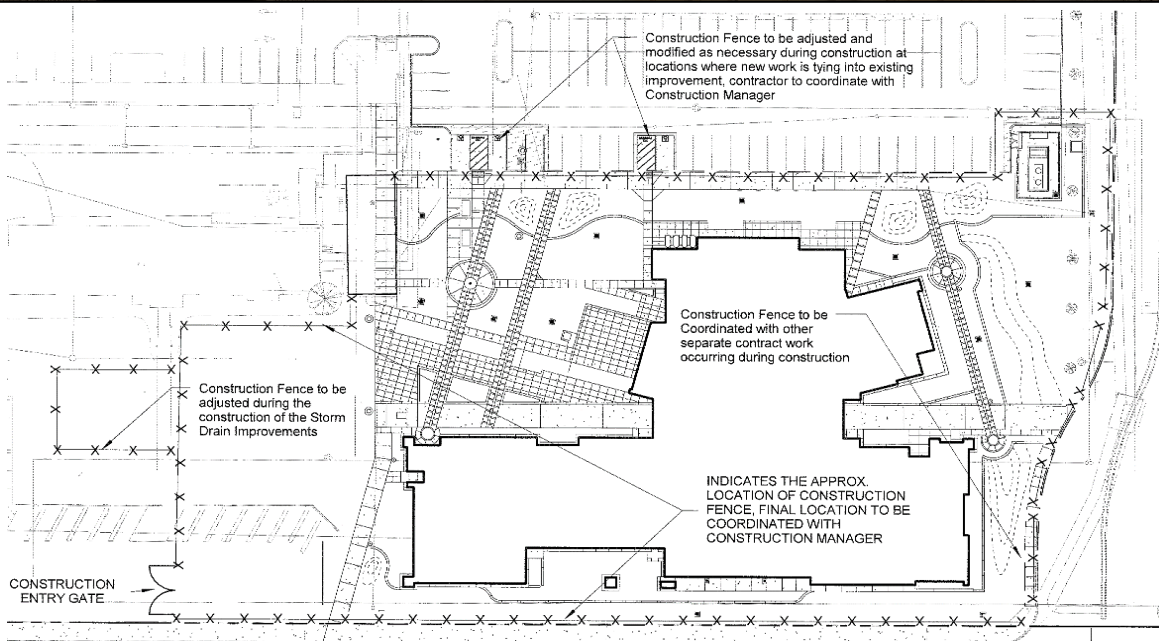 Construction Fence to be adjusted and
modified as necessary during construction at
locations where new work is tying into existing
improvement, contractor to coordinate with
Construction Manager
Construction Fence to be
Coordinated with other
separate contract work
occurring during construction
Construction Fence to be
adjusted during the
construction of the Storm
Drain Improvements
INDICATES THE APPROX.
LOCATION OF CONSTRUCTION
FENCE, FINAL LOCATION TO BE
COORDINATED WITH
CONSTRUCTION MANAGER
CONSTRUCTION
ENTRY GATE